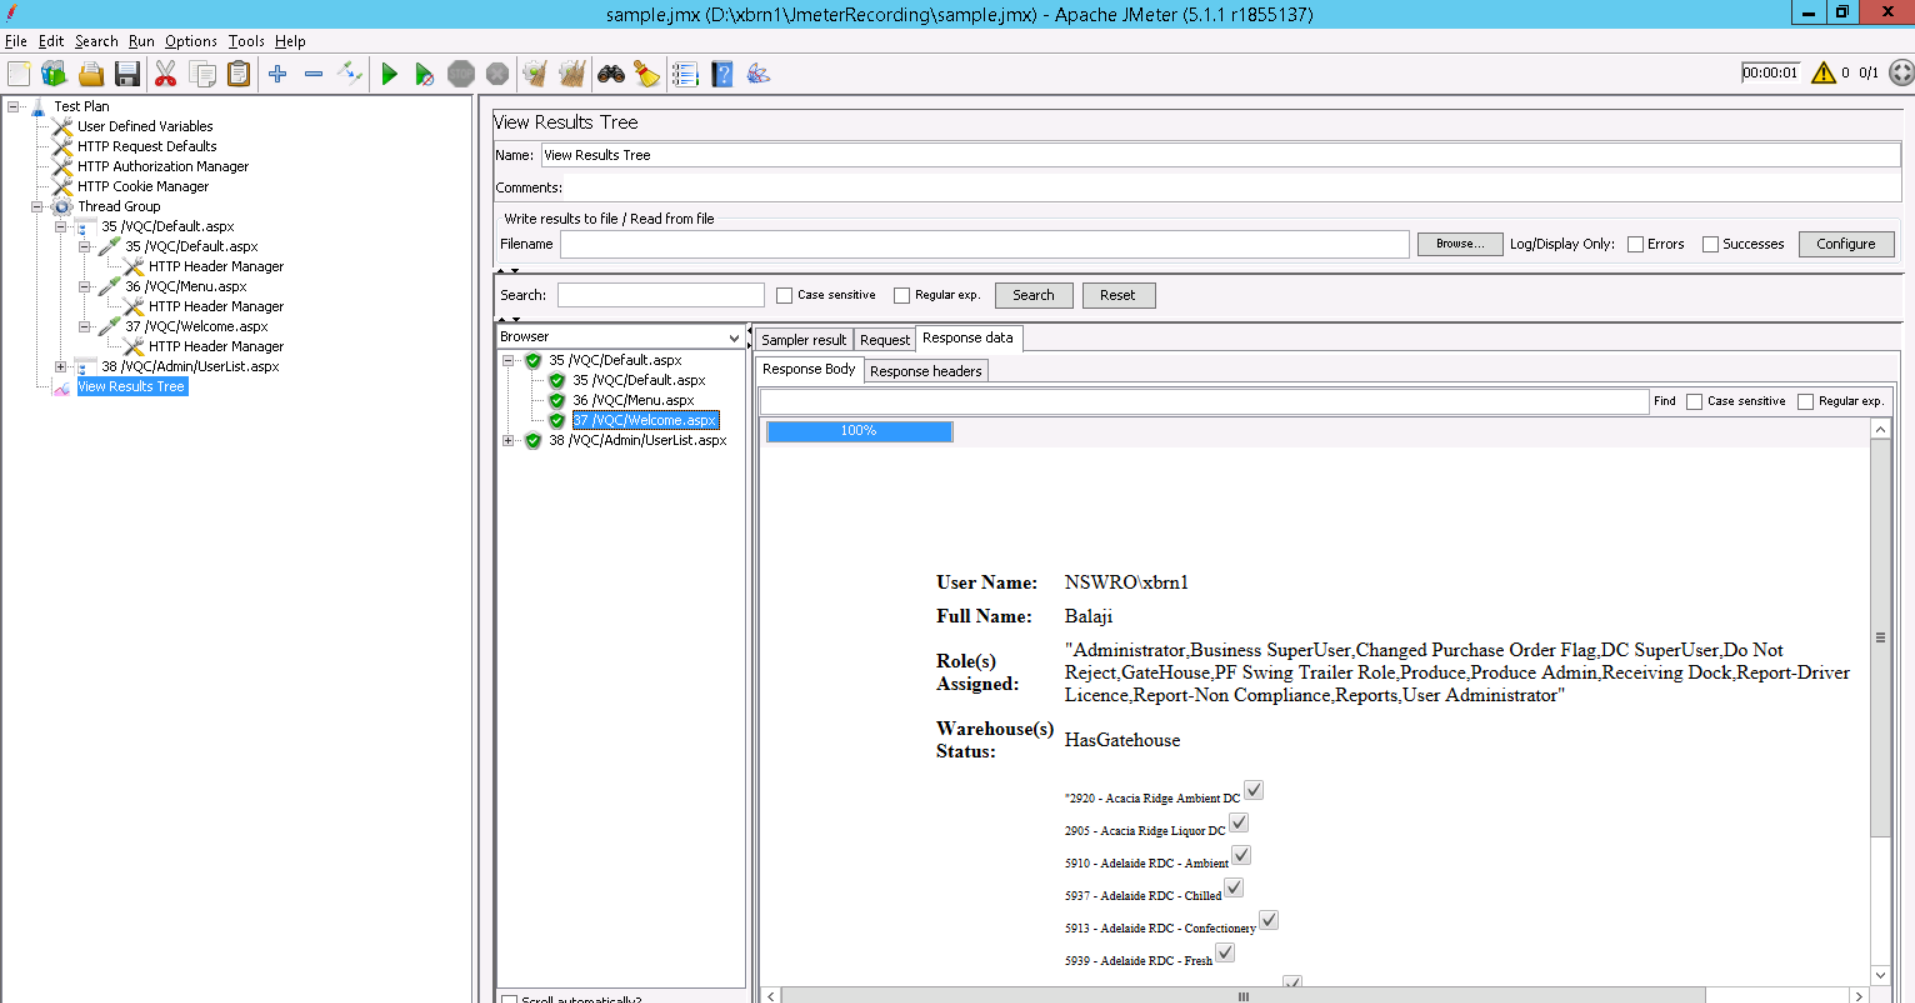 sample.jmx (D:\xbrn1\JmeterRecording\sample.jmx) - Apache JMeter (5.1.1 r1855137)
File Edit Search Run Options Tools Help
STOP
00:00:01 0 0/1
Test Plan
User Defined Variables
HTTP Request Defaults
HTTP Authorization Manager
HTTP Cookie Manager
Thread Group
35 /VQC/Default.aspx
35 /VQC/Default.aspx
HTTP Header Manager
36 /VQC/Menu.aspx
HTTP Header Manager
37 /VQC/Welcome.aspx
HTTP Header Manager
38 /VQC/Admin/UserList.aspx
View Results Tree
View Results Tree
Name: View Results Tree
Comments:
Write results to file / Read from file
Filename Browse... Log/Display Only: Errors Successes Configure
Search: Case sensitive Regular exp. Search Reset
Browser
35 /VQC/Default.aspx
35 /VQC/Default.aspx
36 /VQC/Menu.aspx
37 /VQC/Welcome.aspx
38 /VQC/Admin/UserList.aspx
Scroll automatically?
Sampler result Request Response data
Response Body Response headers
Find Case sensitive Regular exp.
100%
User Name: NSWRO\xbrn1
Full Name: Balaji
Role(s) Assigned: "Administrator,Business SuperUser,Changed Purchase Order Flag,DC SuperUser,Do Not
Reject,GateHouse,PF Swing Trailer Role,Produce,Produce Admin,Receiving Dock,Report-Driver
Licence,Report-Non Compliance,Reports,User Administrator"
Warehouse(s) Status: HasGatehouse
*2920 - Acacia Ridge Ambient DC
2905 - Acacia Ridge Liquor DC
5910 - Adelaide RDC - Ambient
5937 - Adelaide RDC - Chilled
5913 - Adelaide RDC - Confectionery
5939 - Adelaide RDC - Fresh